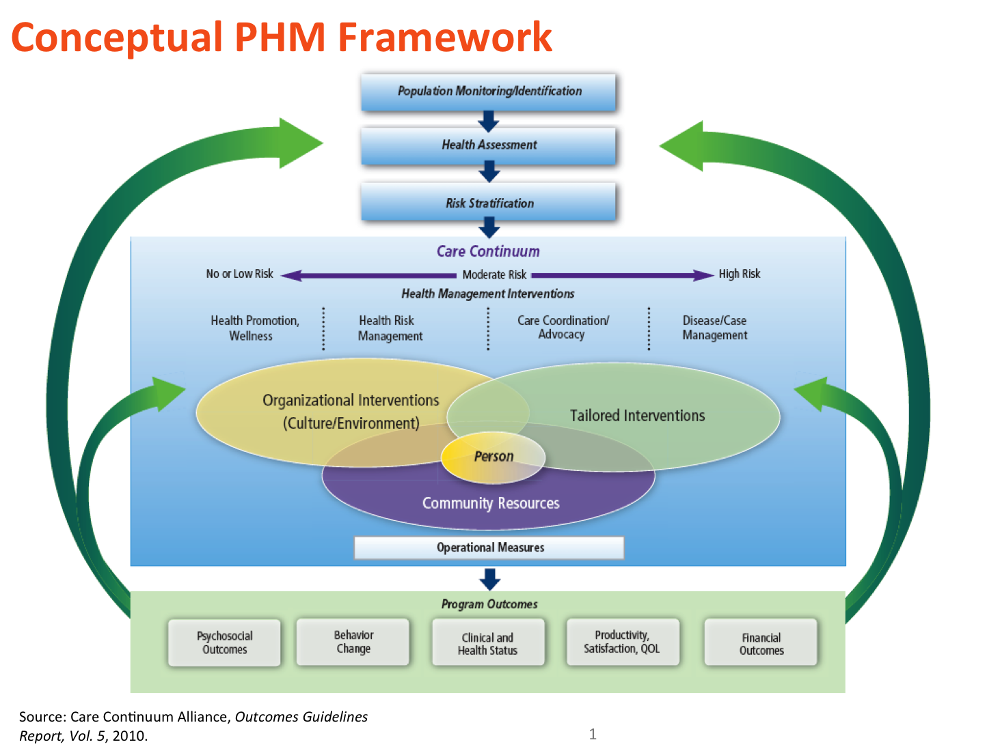 Conceptual PHM Framework
Population Monitoring/Identification
Health Assessment
Risk Stratification
Care Continuum
No or Low Risk
Moderate Risk
High Risk
Health Management Interventions
Health Promotion,
Wellness
Health Risk
Management
Care Coordination/
Advocacy
Disease/Case
Management
Organizational Interventions
(Culture/Environment)
Tailored Interventions
Person
Community Resources
Operational Measures
Program Outcomes
Psychosocial
Outcomes
Behavior
Change
Clinical and
Health Status
Productivity,
Satisfaction, QOL
Financial
Outcomes
Source: Care Continuum Alliance, Outcomes Guidelines
Report, Vol. 5, 2010.
1